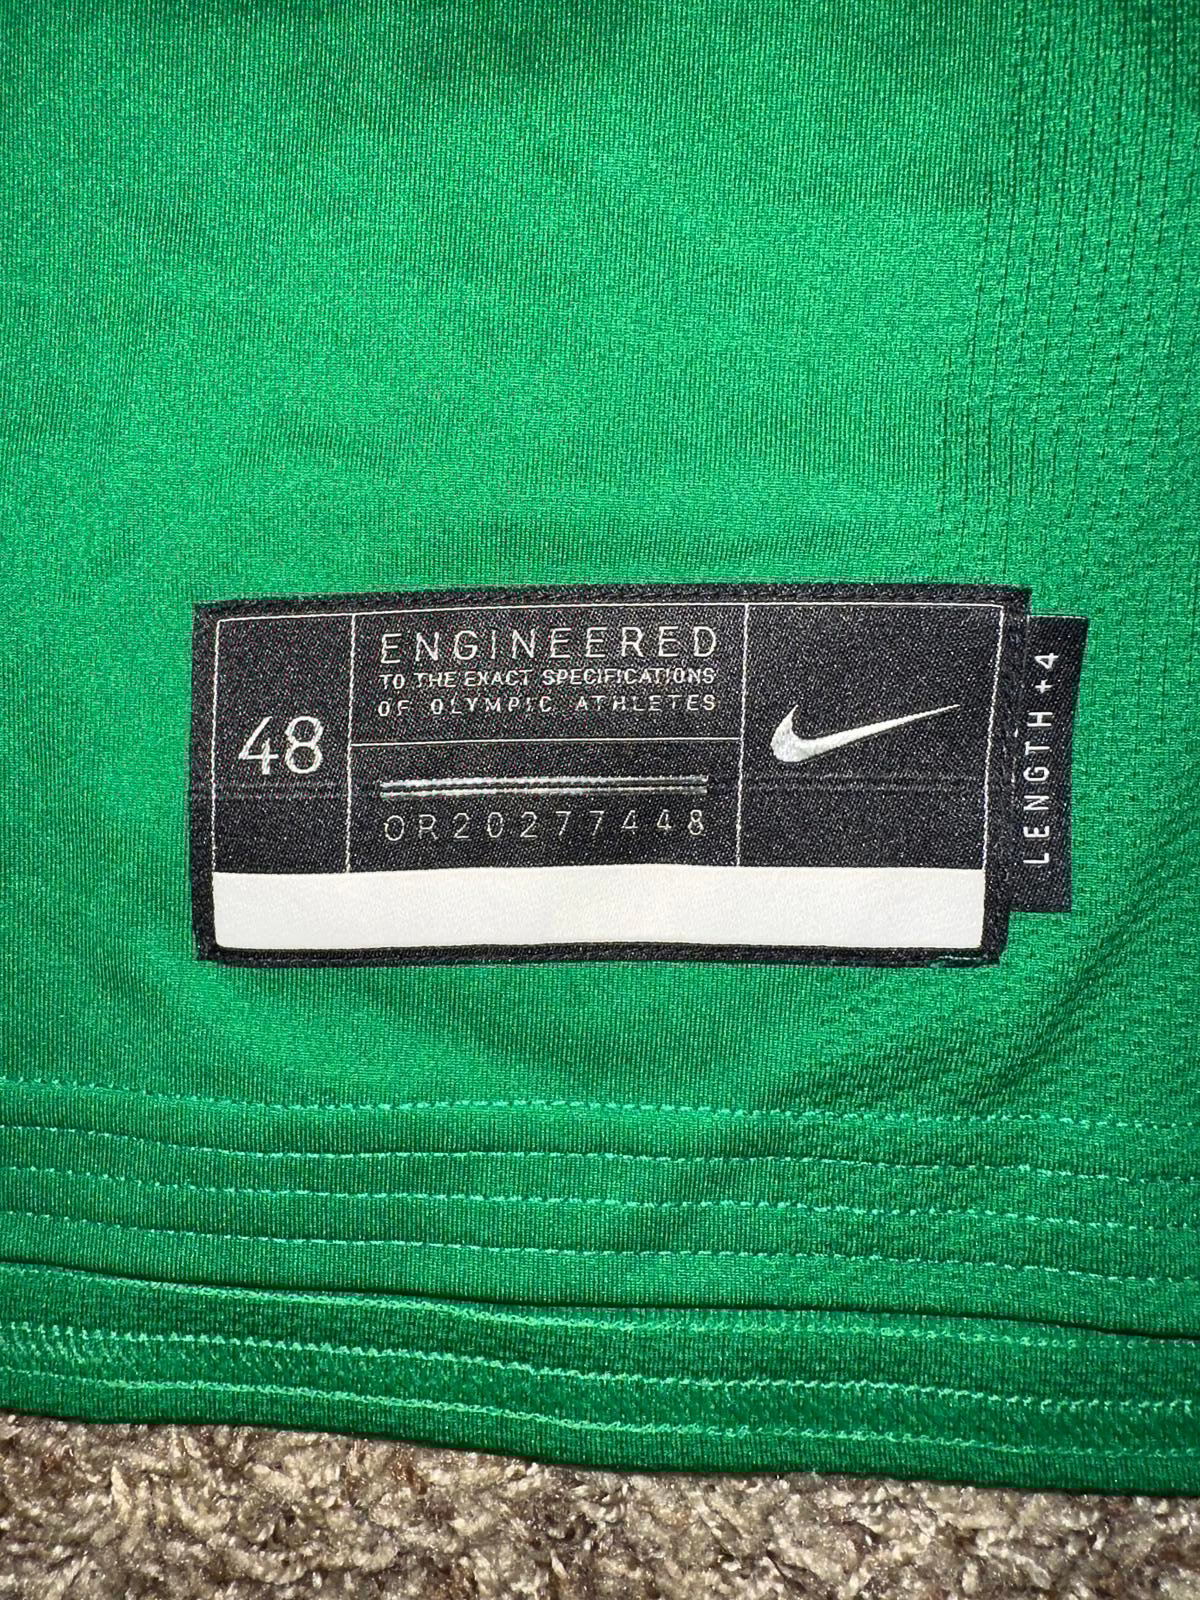 48
ENGINEERED
TO THE EXACT SPECIFICATIONS
OF OLYMPIC ATHLETES
OR20277448
LENGTH +4